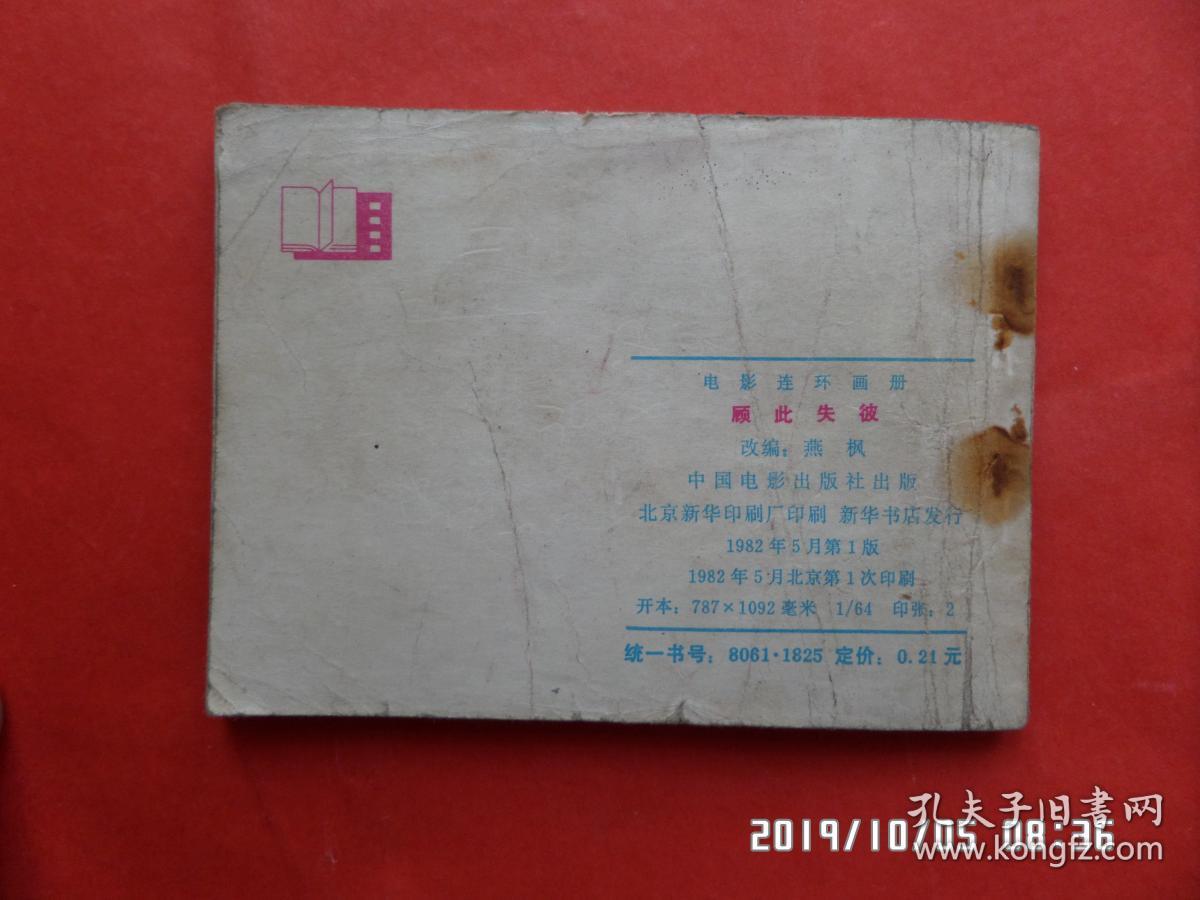 电影连环画册
顾此失彼
改编：燕 枫
中国电影出版社出版
北京新华印刷厂印刷 新华书店发行
1982年5月第1版
1982年5月北京第1次印刷
开本：787×1092毫米 1/64 印张：2
统一书号：8061·1825 定价：0.21元
孔夫子旧書网
2019/10/05 08:36
www.kongfz.com